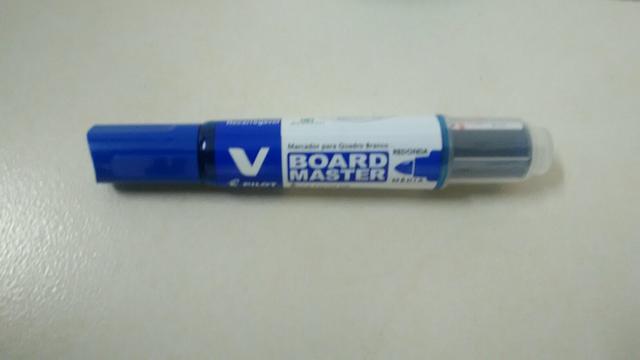 Recarregável
V
PILOT
Marcador para Quadro Branco
BOARD
MASTER
REDONDA
MÉDIA